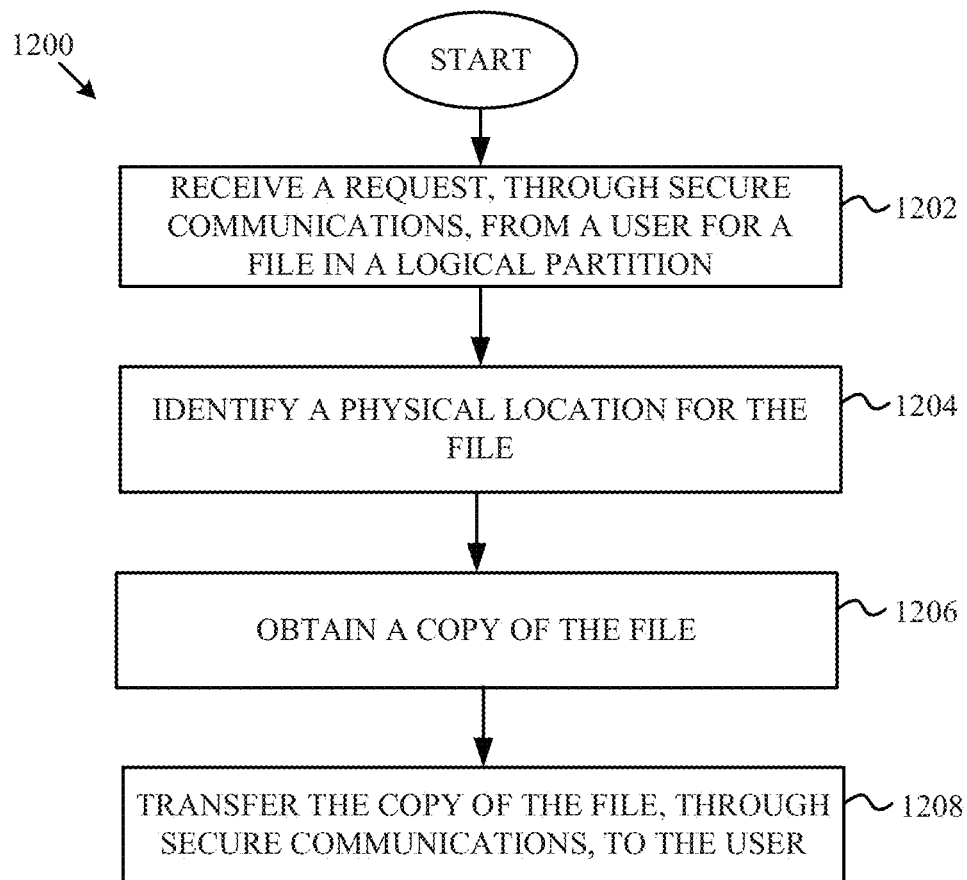 1200
START
RECEIVE A REQUEST, THROUGH SECURE
COMMUNICATIONS, FROM A USER FOR A
FILE IN A LOGICAL PARTITION
1202
IDENTIFY A PHYSICAL LOCATION FOR THE
FILE
1204
OBTAIN A COPY OF THE FILE
1206
TRANSFER THE COPY OF THE FILE, THROUGH
SECURE COMMUNICATIONS, TO THE USER
1208